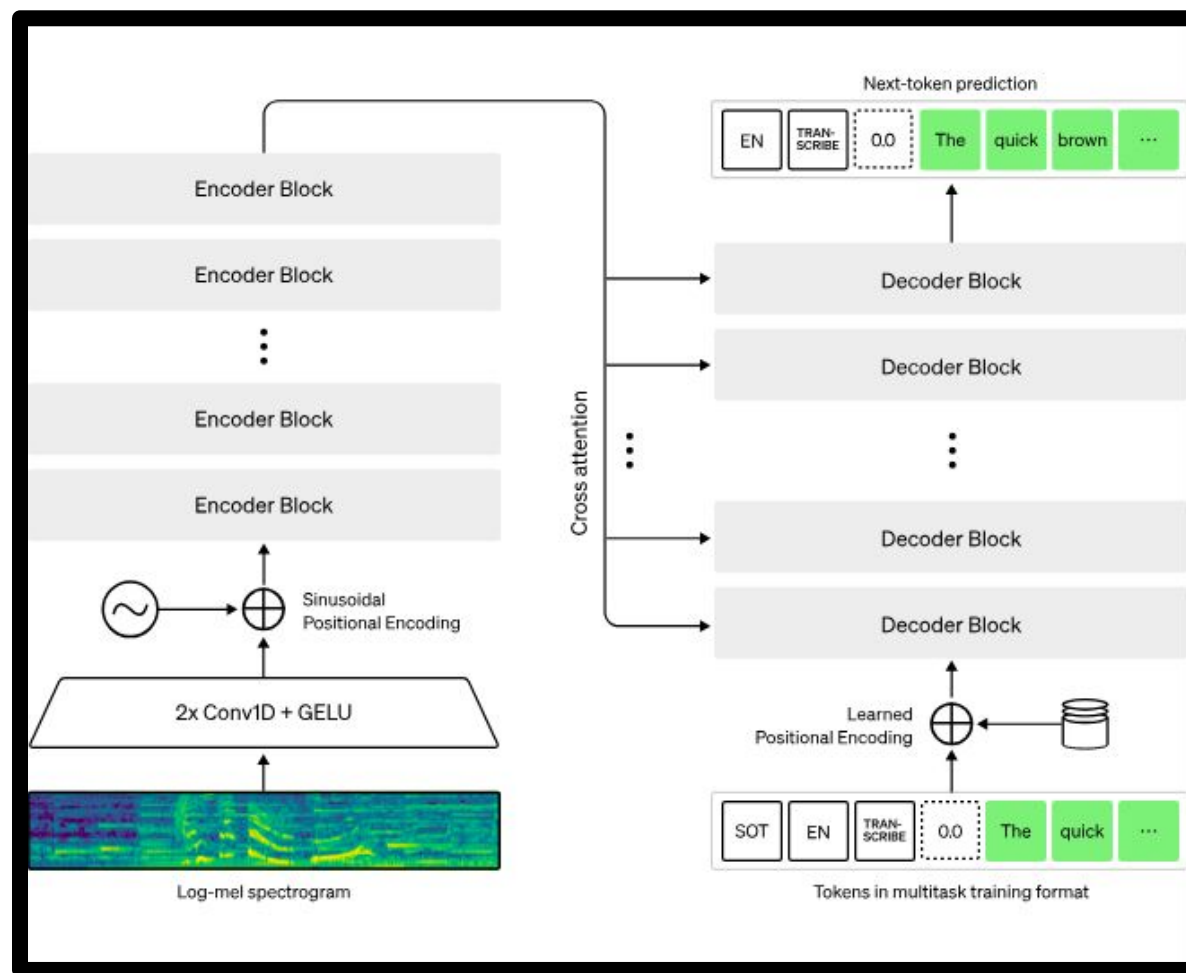 Encoder Block
Encoder Block
Encoder Block
Encoder Block
Sinusoidal
Positional Encoding
2x Conv1D + GELU
Log-mel spectrogram
Cross attention
Next-token prediction
EN TRAN-SCRIBE 0.0 The quick brown ...
Decoder Block
Decoder Block
Decoder Block
Decoder Block
Learned
Positional Encoding
SOT EN TRAN-SCRIBE 0.0 The quick ...
Tokens in multitask training format